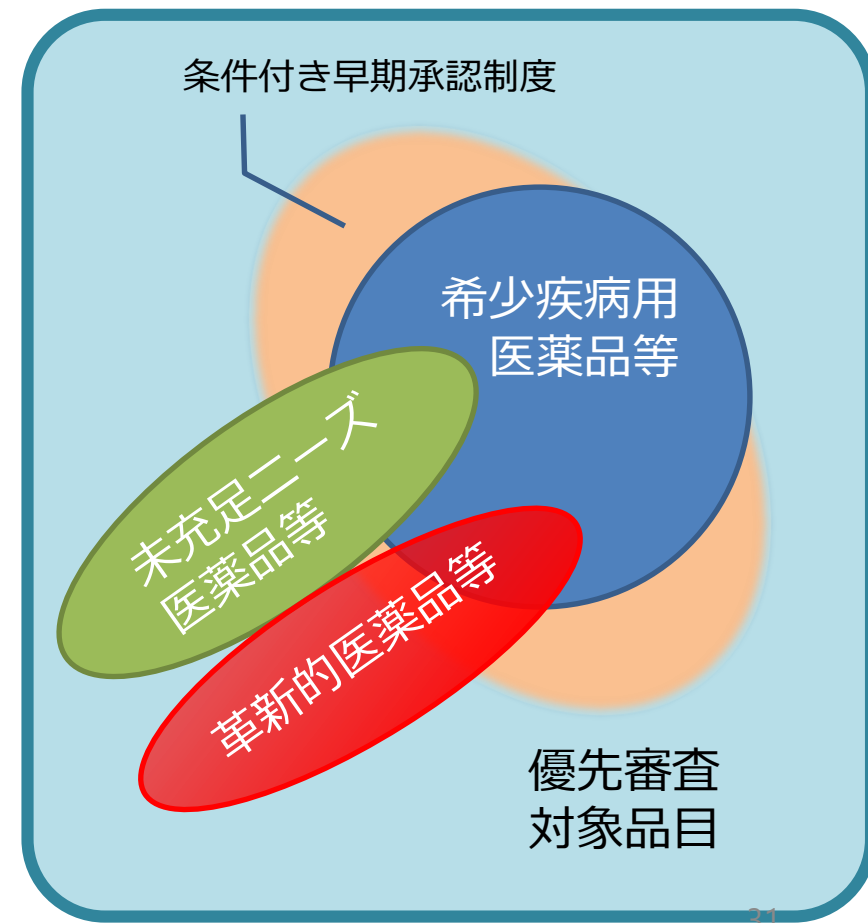 条件付き早期承認制度
希少疾病用
医薬品等
未充足ニーズ
医薬品等
革新的医薬品等
優先審査
対象品目
31